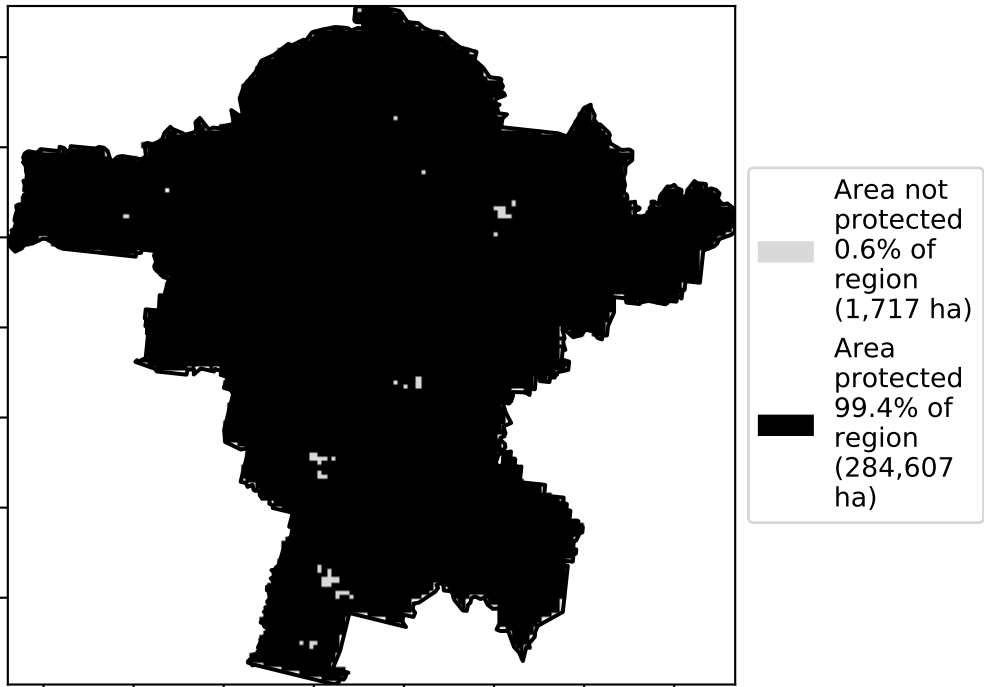 Area not
protected
0.6% of
region
(1,717 ha)
Area
protected
99.4% of
region
(284,607
ha)